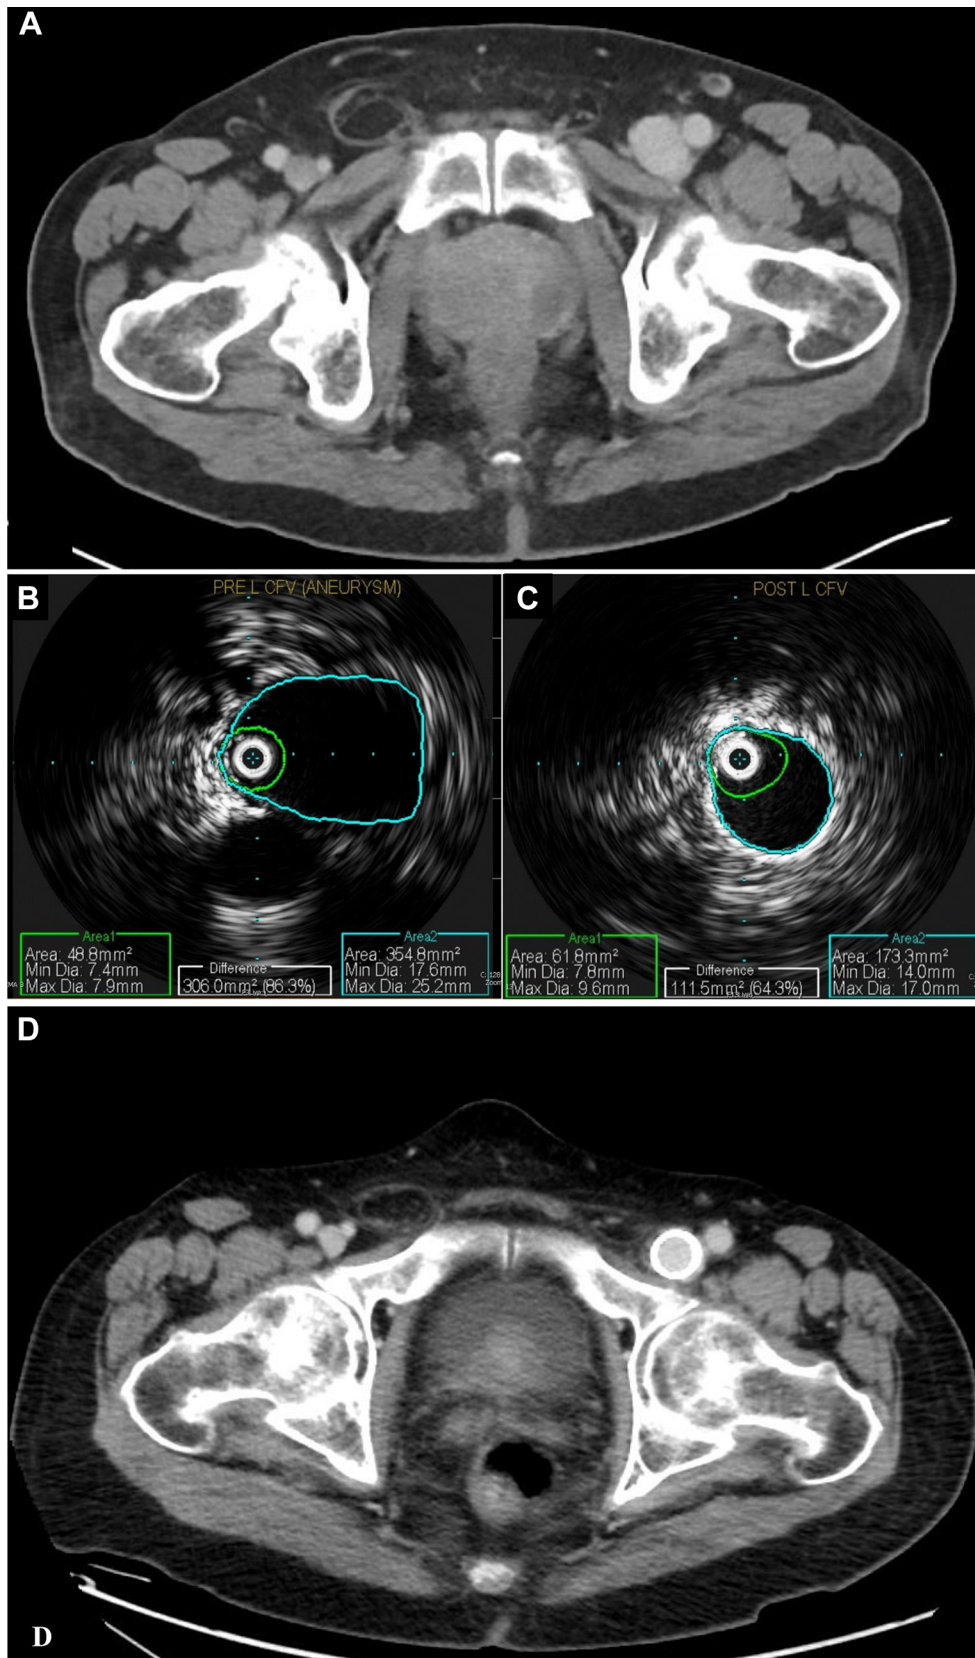 A
B
PRE L CFV (ANEURYSM)
Area1
Area: 48.8mm²
Min Dia: 7.4mm
Max Dia: 7.9mm
Difference
306.0mm² (86.3%)
Area2
Area: 354.8mm²
Min Dia: 17.6mm
Max Dia: 25.2mm
C
POST L CFV
Area1
Area: 61.8mm²
Min Dia: 7.8mm
Max Dia: 9.6mm
Difference
111.5mm² (64.3%)
Area2
Area: 173.3mm²
Min Dia: 14.0mm
Max Dia: 17.0mm
D
D